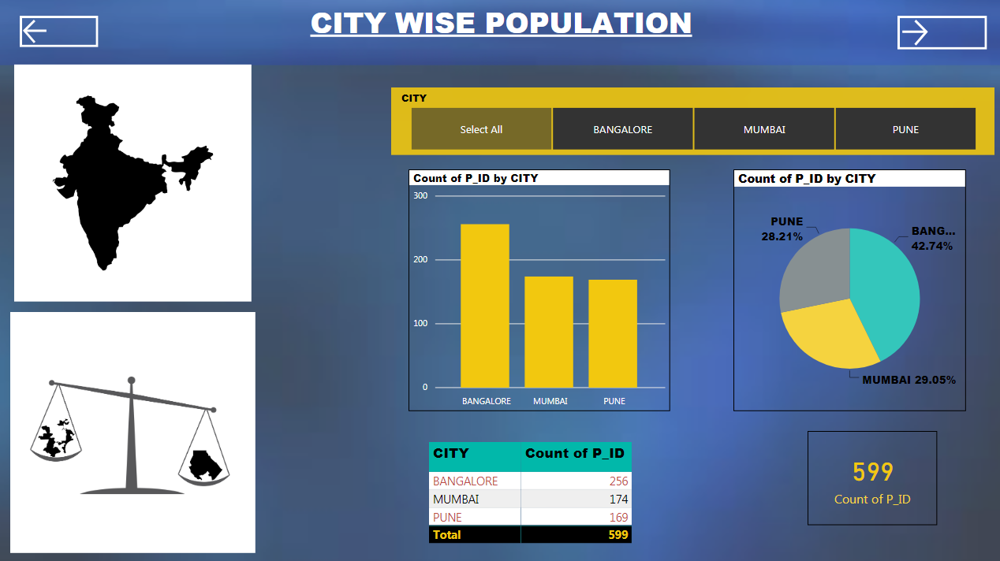 CITY WISE POPULATION
CITY
Select All
BANGALORE
MUMBAI
PUNE
Count of P_ID by CITY
300
200
100
0
BANGALORE
MUMBAI
PUNE
Count of P_ID by CITY
PUNE
28.21%
BANG...
42.74%
MUMBAI 29.05%
CITY Count of P_ID
BANGALORE 256
MUMBAI 174
PUNE 169
Total 599
599
Count of P_ID